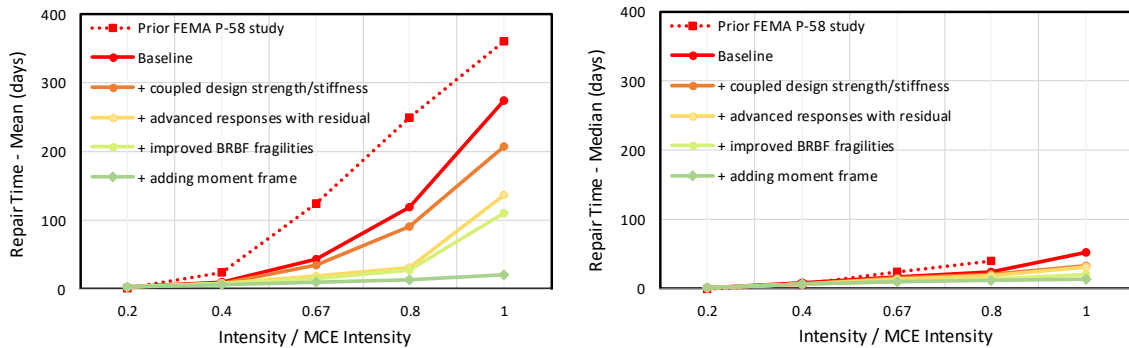 Repair Time - Mean (days)
400
300
200
100
0
Prior FEMA P-58 study
Baseline
+ coupled design strength/stiffness
+ advanced responses with residual
+ improved BRBF fragilities
+ adding moment frame
0.2 0.4 0.67 0.8 1
Intensity / MCE Intensity
Repair Time - Median (days)
400
300
200
100
0
Prior FEMA P-58 study
Baseline
+ coupled design strength/stiffness
+ advanced responses with residual
+ improved BRBF fragilities
+ adding moment frame
0.2 0.4 0.67 0.8 1
Intensity / MCE Intensity